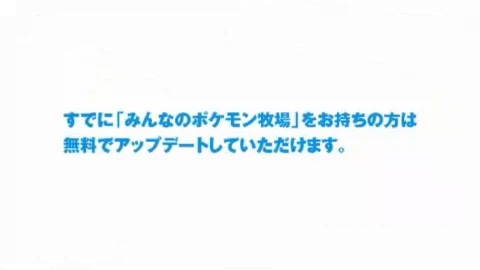 すでに「みんなのポケモン牧場」をお持ちの方は
無料でアップデートしていただけます。